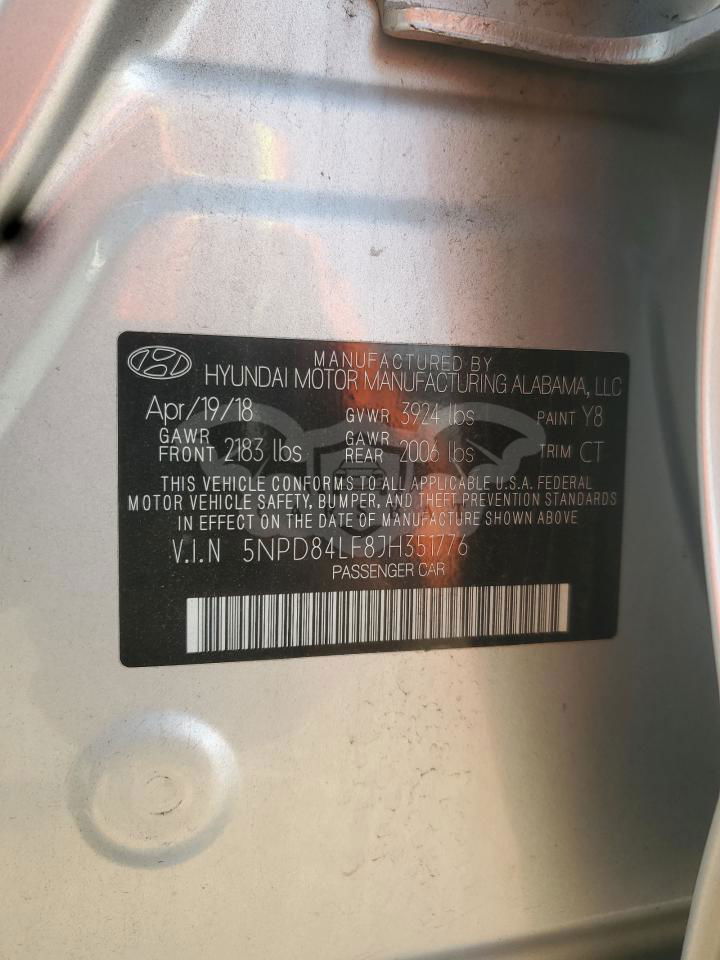 MANUFACTURED BY
HYUNDAI MOTOR MANUFACTURING ALABAMA, LLC
Apr/19/18 GVWR 3924 lbs PAINT Y8
GAWR FRONT 2183 lbs GAWR REAR 2006 lbs TRIM CT
THIS VEHICLE CONFORMS TO ALL APPLICABLE U.S.A. FEDERAL
MOTOR VEHICLE SAFETY, BUMPER, AND THEFT PREVENTION STANDARDS
IN EFFECT ON THE DATE OF MANUFACTURE SHOWN ABOVE
V.I.N 5NPD84LF8JH351776
PASSENGER CAR